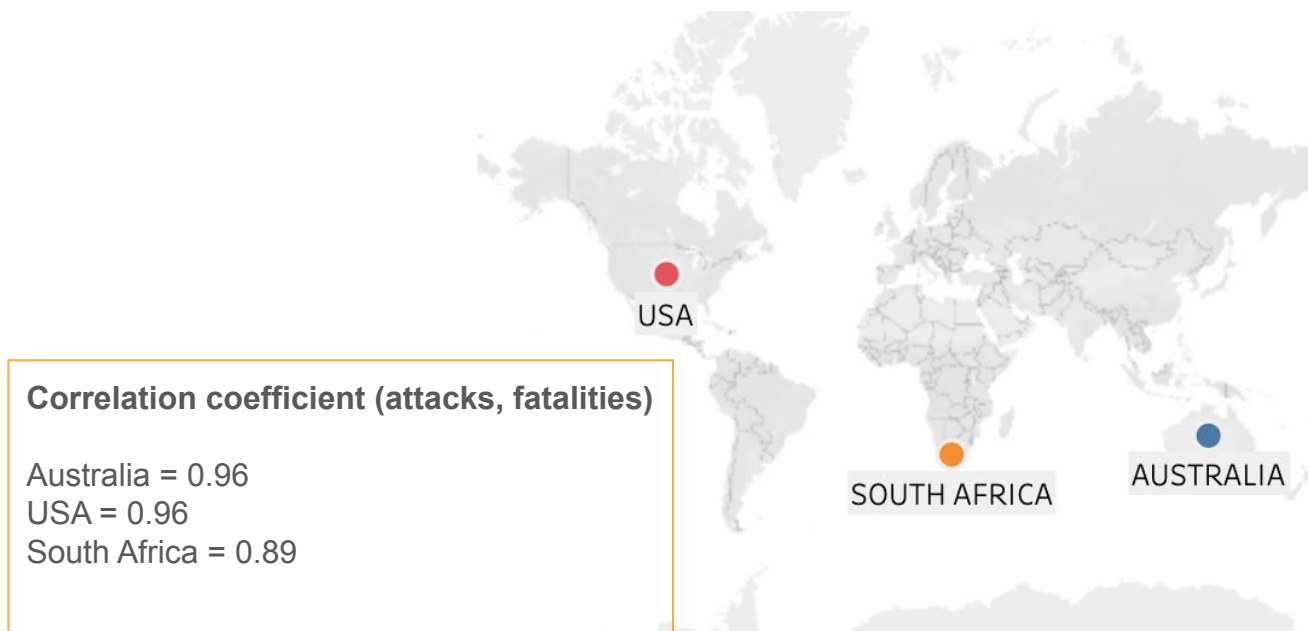 USA
Correlation coefficient (attacks, fatalities)
Australia = 0.96
USA = 0.96
South Africa = 0.89
SOUTH AFRICA
AUSTRALIA